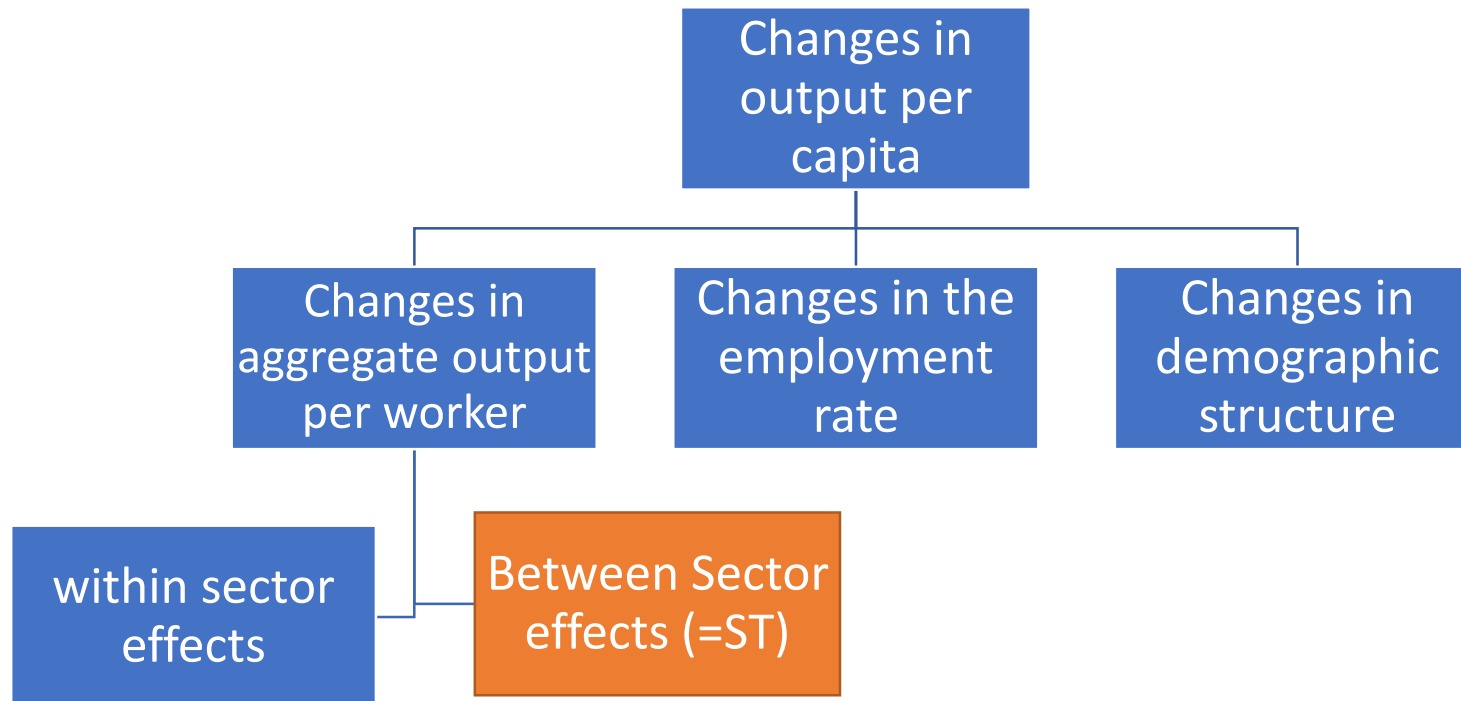 Changes in
output per
capita
Changes in
aggregate output
per worker
Changes in the
employment
rate
Changes in
demographic
structure
within sector
effects
Between Sector
effects (=ST)